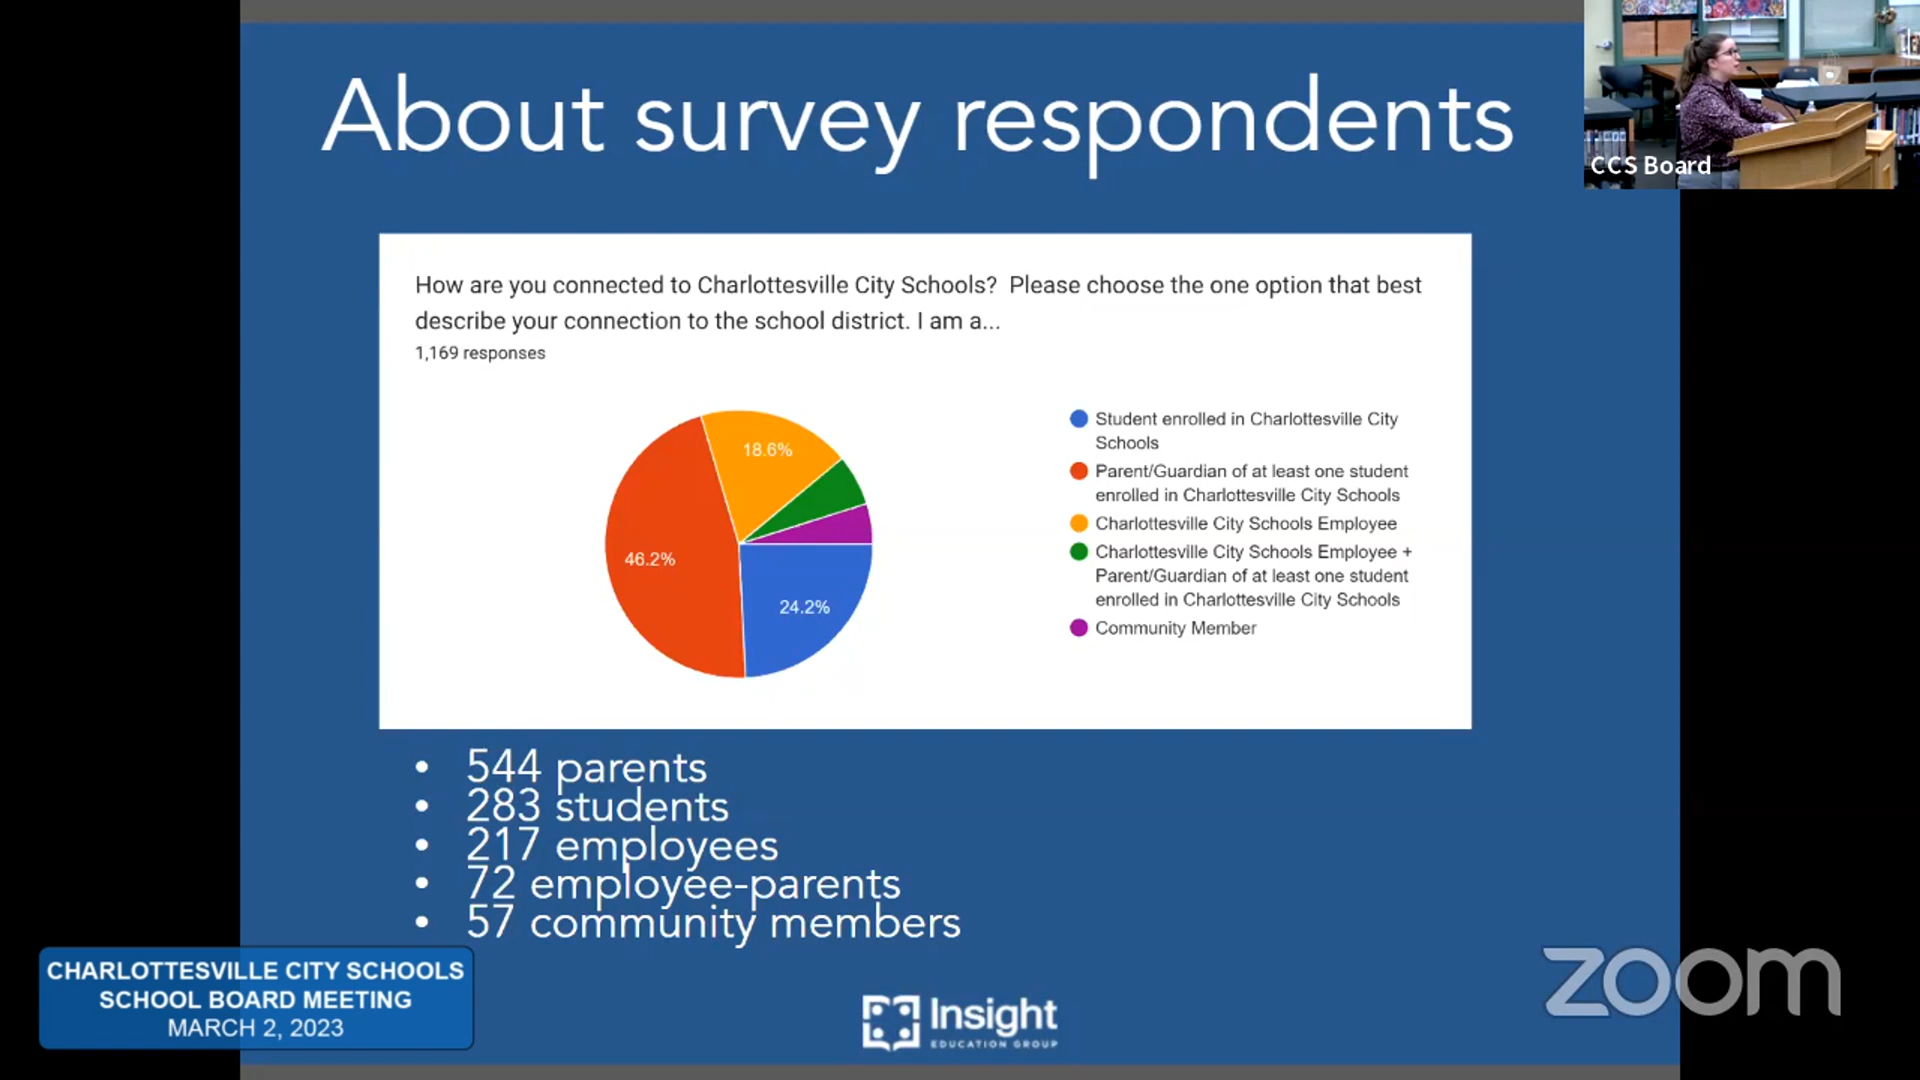 About survey respondents
CCS Board
How are you connected to Charlottesville City Schools?  Please choose the one option that best
describe your connection to the school district. I am a...
1,169 responses
18.6%
46.2%
24.2%
Student enrolled in Charlottesville City
Schools
Parent/Guardian of at least one student
enrolled in Charlottesville City Schools
Charlottesville City Schools Employee
Charlottesville City Schools Employee +
Parent/Guardian of at least one student
enrolled in Charlottesville City Schools
Community Member
• 544 parents
• 283 students
• 217 employees
• 72 employee-parents
• 57 community members
CHARLOTTESVILLE CITY SCHOOLS
SCHOOL BOARD MEETING
MARCH 2, 2023
Insight
EDUCATION GROUP
zoom